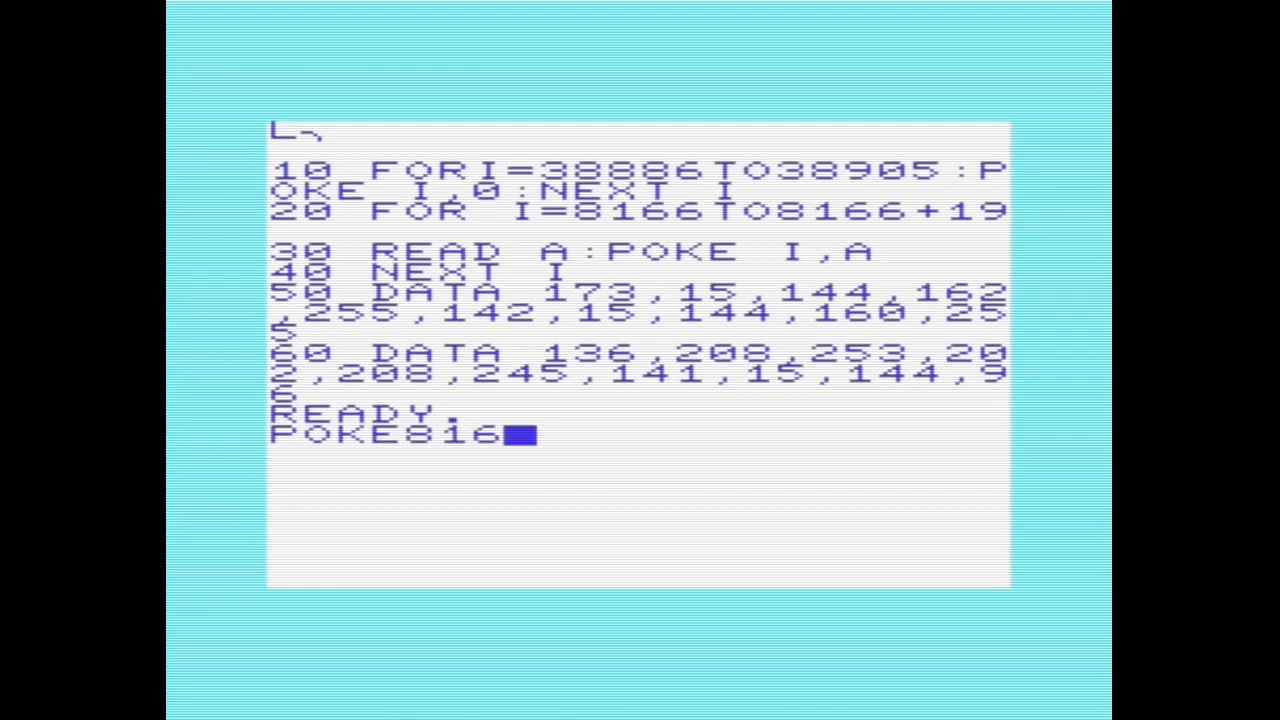 10 FORI=38886TO38905:P
OKE I,0:NEXT I
20 FOR I=8166TO8166+19
30 READ A:POKE I,A
40 NEXT I
50 DATA 173,15,144,162
,255,142,15,144,160,25
5
60 DATA 136,208,253,20
2,208,245,141,15,144,9
6
READY.
POKE816